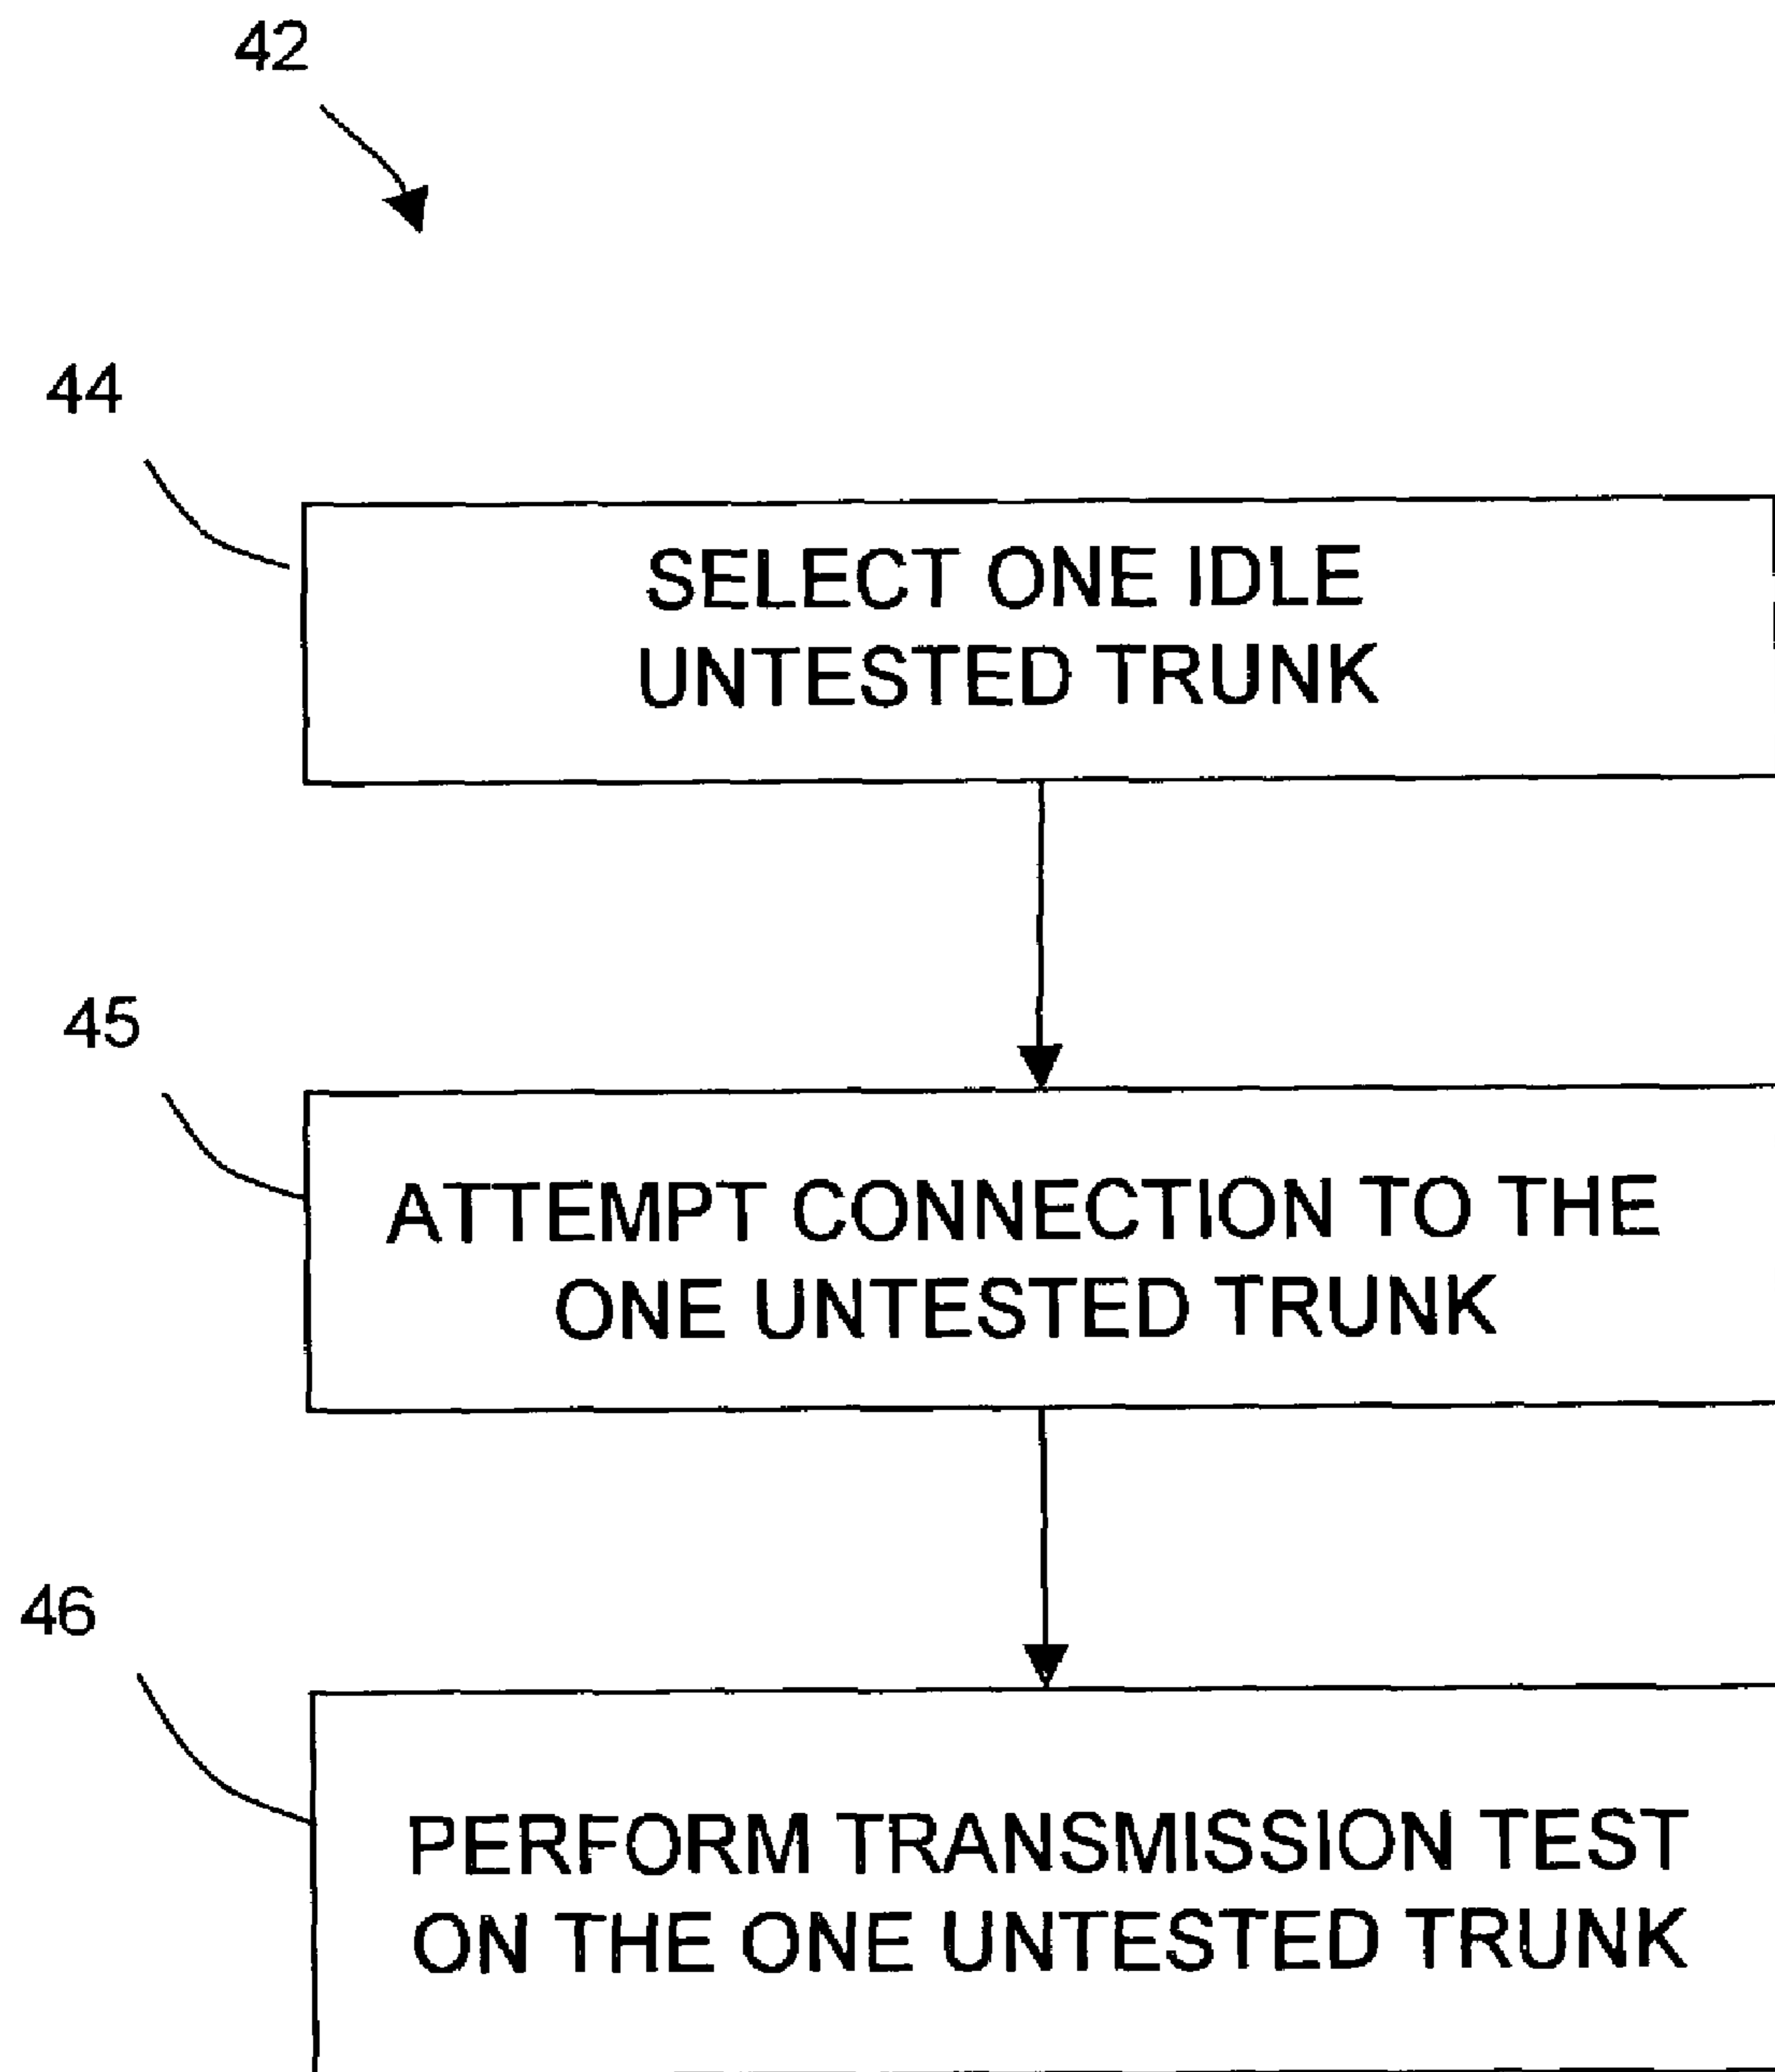 42
44
SELECT ONE IDLE
UNTESTED TRUNK
45
ATTEMPT CONNECTION TO THE
ONE UNTESTED TRUNK
46
PERFORM TRANSMISSION TEST
ON THE ONE UNTESTED TRUNK